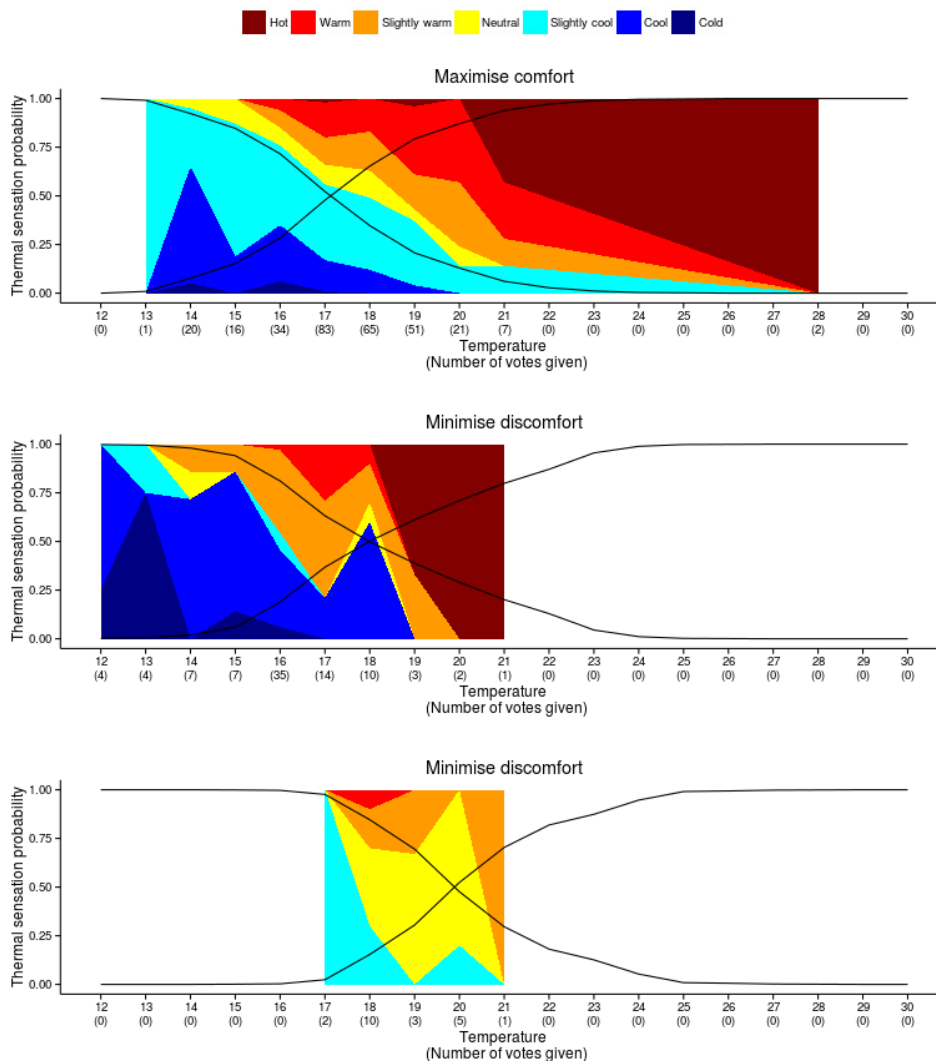 Hot Warm Slightly warm Neutral Slightly cool Cool Cold
Maximise comfort
Thermal sensation probability
1.00
0.75
0.50
0.25
0.00
12 13 14 15 16 17 18 19 20 21 22 23 24 25 26 27 28 29 30
(0) (1) (20) (16) (34) (83) (65) (51) (21) (7) (0) (0) (0) (0) (0) (0) (2) (0) (0)
Temperature
(Number of votes given)
Minimise discomfort
Thermal sensation probability
1.00
0.75
0.50
0.25
0.00
12 13 14 15 16 17 18 19 20 21 22 23 24 25 26 27 28 29 30
(4) (4) (7) (7) (35) (14) (10) (3) (2) (1) (0) (0) (0) (0) (0) (0) (0) (0) (0)
Temperature
(Number of votes given)
Minimise discomfort
Thermal sensation probability
1.00
0.75
0.50
0.25
0.00
12 13 14 15 16 17 18 19 20 21 22 23 24 25 26 27 28 29 30
(0) (0) (0) (0) (0) (2) (10) (3) (5) (1) (0) (0) (0) (0) (0) (0) (0) (0) (0)
Temperature
(Number of votes given)